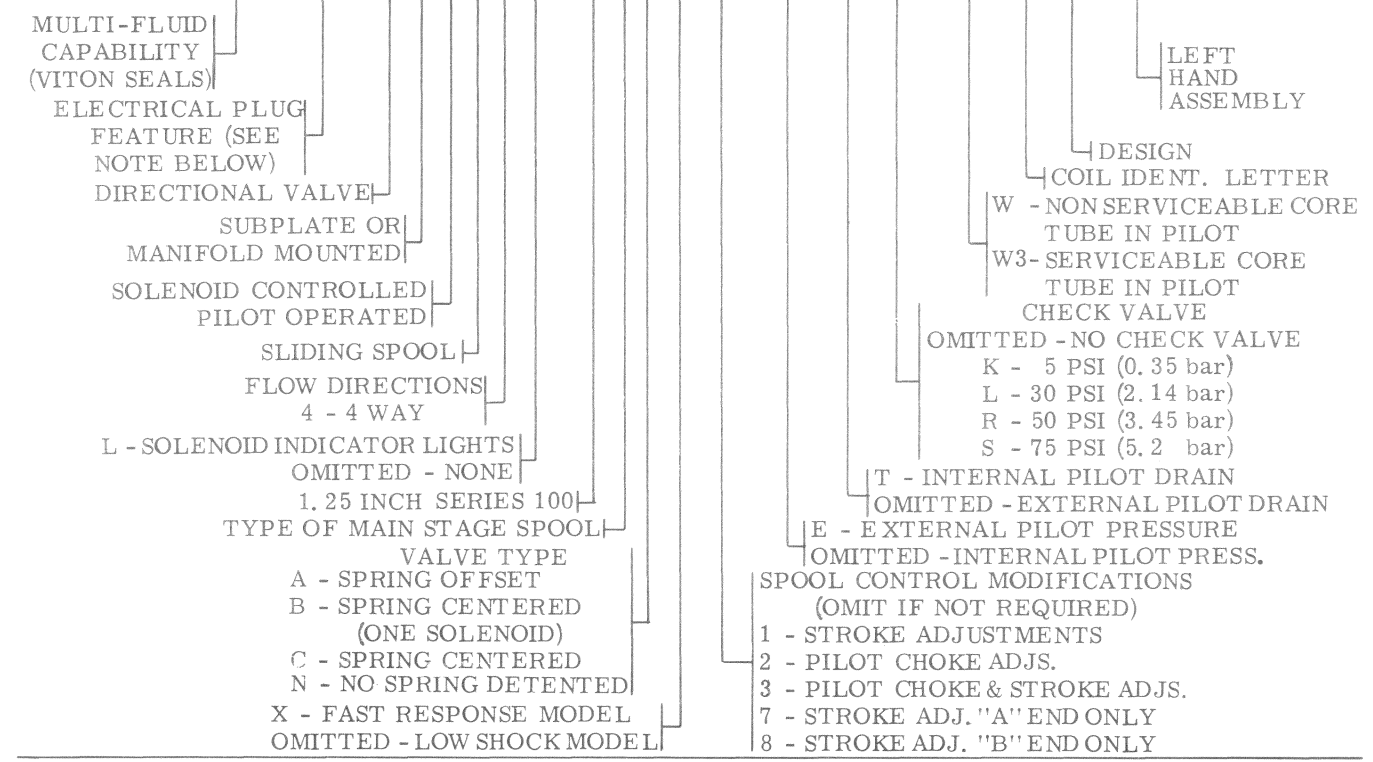 MULTI-FLUID
CAPABILITY
(VITON SEALS)
ELECTRICAL PLUG
FEATURE (SEE
NOTE BELOW)
DIRECTIONAL VALVE
SUBPLATE OR
MANIFOLD MOUNTED
SOLENOID CONTROLLED
PILOT OPERATED
SLIDING SPOOL
FLOW DIRECTIONS
4 - 4 WAY
L - SOLENOID INDICATOR LIGHTS
OMITTED - NONE
1.25 INCH SERIES 100
TYPE OF MAIN STAGE SPOOL
VALVE TYPE
A - SPRING OFFSET
B - SPRING CENTERED
(ONE SOLENOID)
C - SPRING CENTERED
N - NO SPRING DETENTED
X - FAST RESPONSE MODEL
OMITTED - LOW SHOCK MODEL
LEFT
HAND
ASSEMBLY
DESIGN
COIL IDENT. LETTER
W - NON SERVICEABLE CORE
TUBE IN PILOT
W3- SERVICEABLE CORE
TUBE IN PILOT
CHECK VALVE
OMITTED - NO CHECK VALVE
K - 5 PSI (0.35 bar)
L - 30 PSI (2.14 bar)
R - 50 PSI (3.45 bar)
S - 75 PSI (5.2 bar)
T - INTERNAL PILOT DRAIN
OMITTED - EXTERNAL PILOT DRAIN
E - EXTERNAL PILOT PRESSURE
OMITTED - INTERNAL PILOT PRESS.
SPOOL CONTROL MODIFICATIONS
(OMIT IF NOT REQUIRED)
1 - STROKE ADJUSTMENTS
2 - PILOT CHOKE ADJS.
3 - PILOT CHOKE & STROKE ADJS.
7 - STROKE ADJ. "A" END ONLY
8 - STROKE ADJ. "B" END ONLY